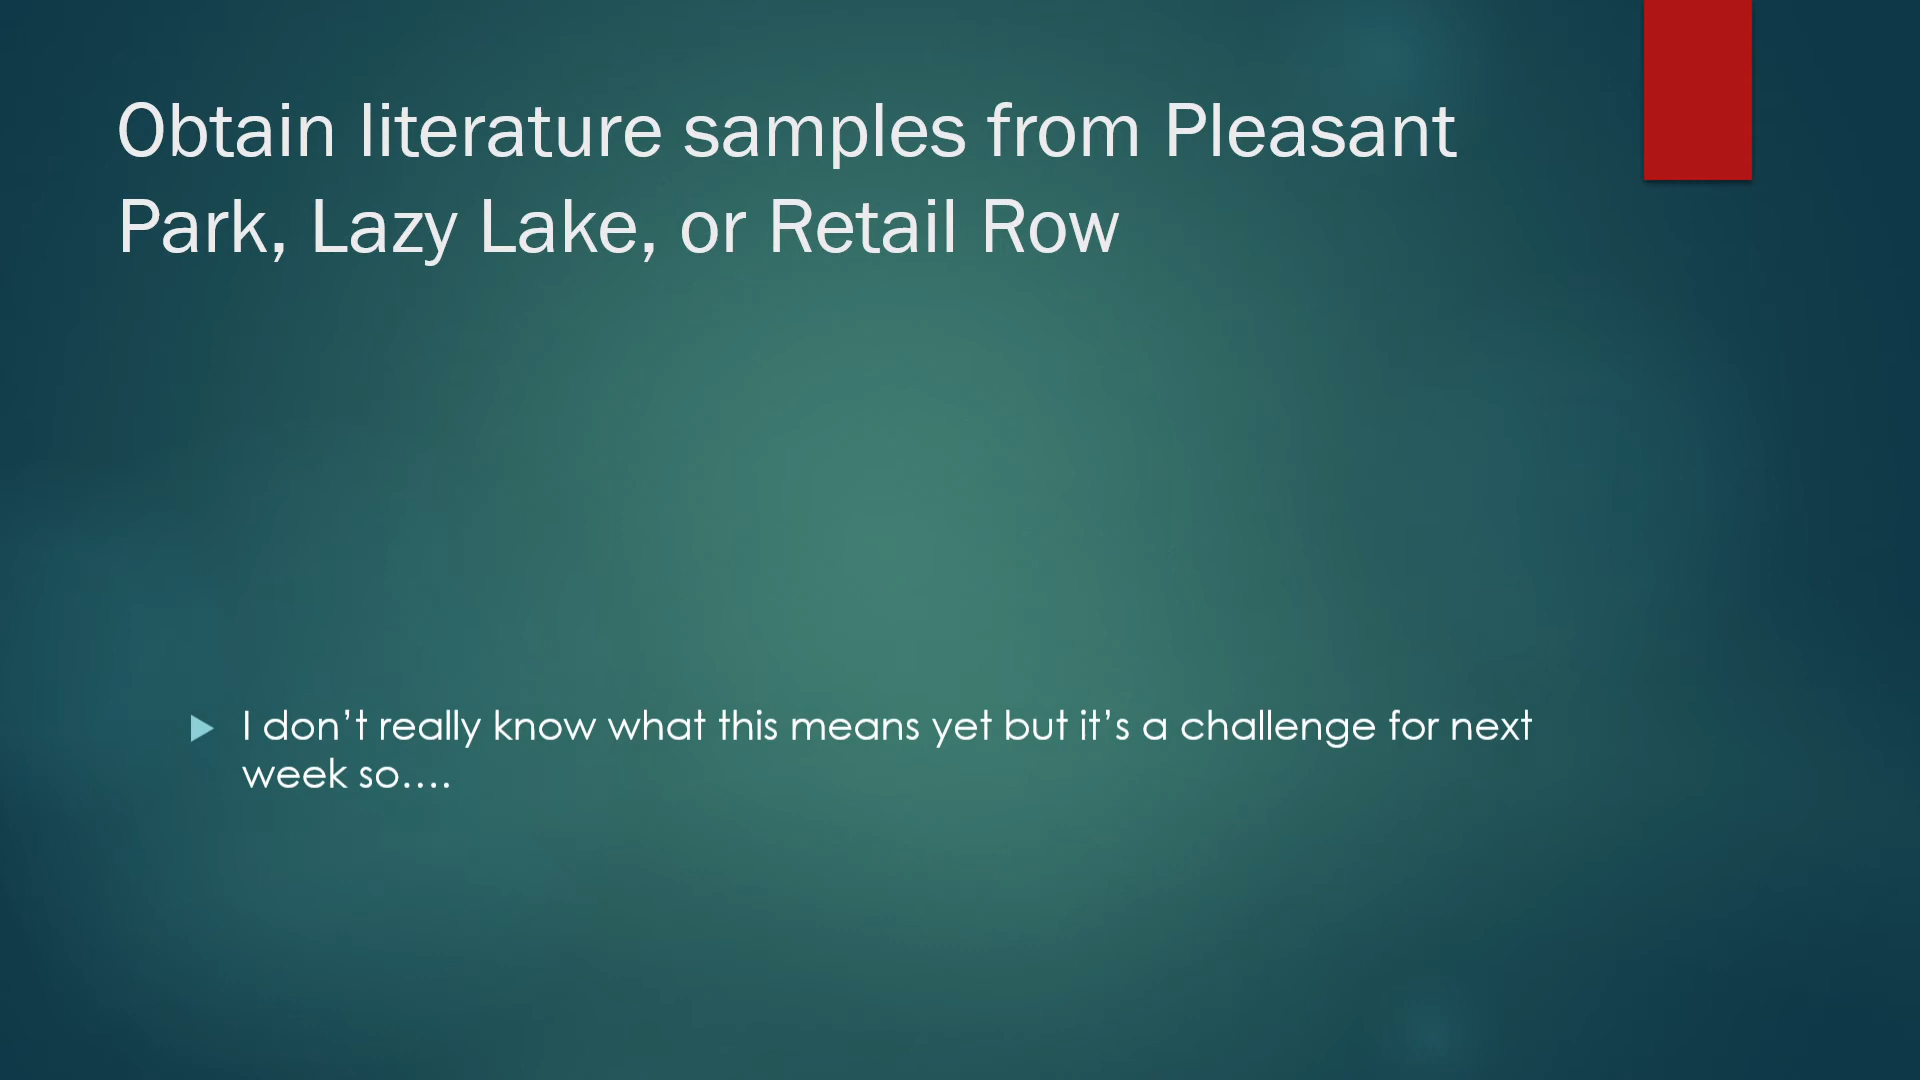 Obtain literature samples from Pleasant
Park, Lazy Lake, or Retail Row
I don’t really know what this means yet but it’s a challenge for next
week so….